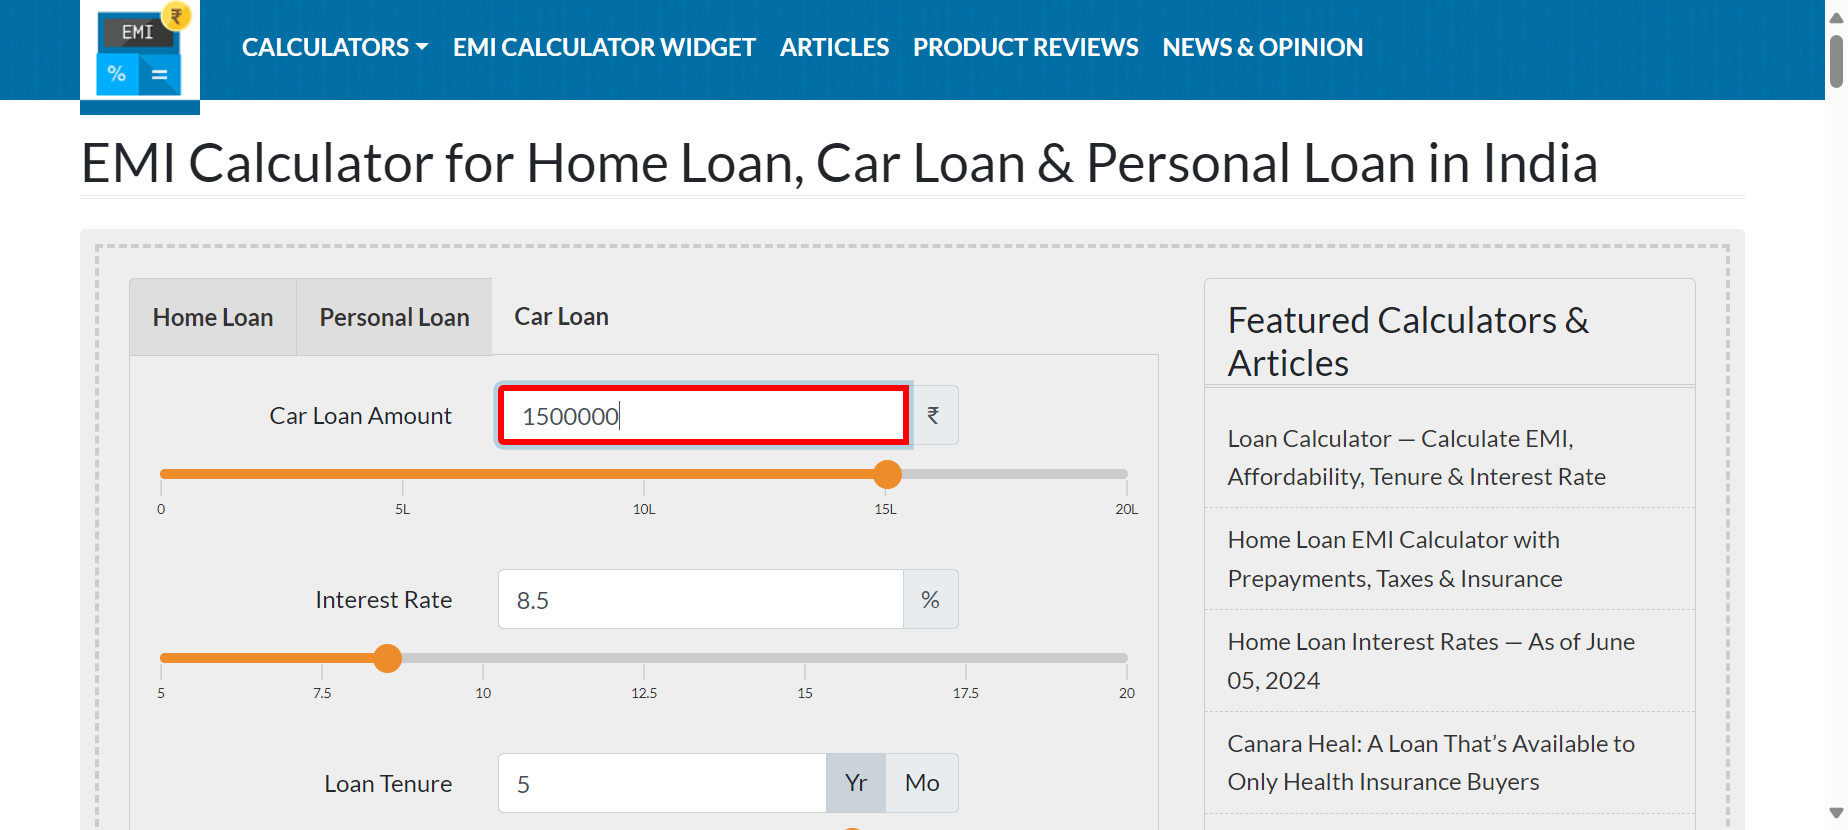 EMI ₹
% =
CALCULATORS EMI CALCULATOR WIDGET ARTICLES PRODUCT REVIEWS NEWS & OPINION
EMI Calculator for Home Loan, Car Loan & Personal Loan in India
Home Loan Personal Loan Car Loan
Car Loan Amount 1500000 ₹
0 5L 10L 15L 20L
Interest Rate 8.5 %
5 7.5 10 12.5 15 17.5 20
Loan Tenure 5 Yr Mo
Featured Calculators &
Articles
Loan Calculator — Calculate EMI,
Affordability, Tenure & Interest Rate
Home Loan EMI Calculator with
Prepayments, Taxes & Insurance
Home Loan Interest Rates — As of June
05, 2024
Canara Heal: A Loan That’s Available to
Only Health Insurance Buyers